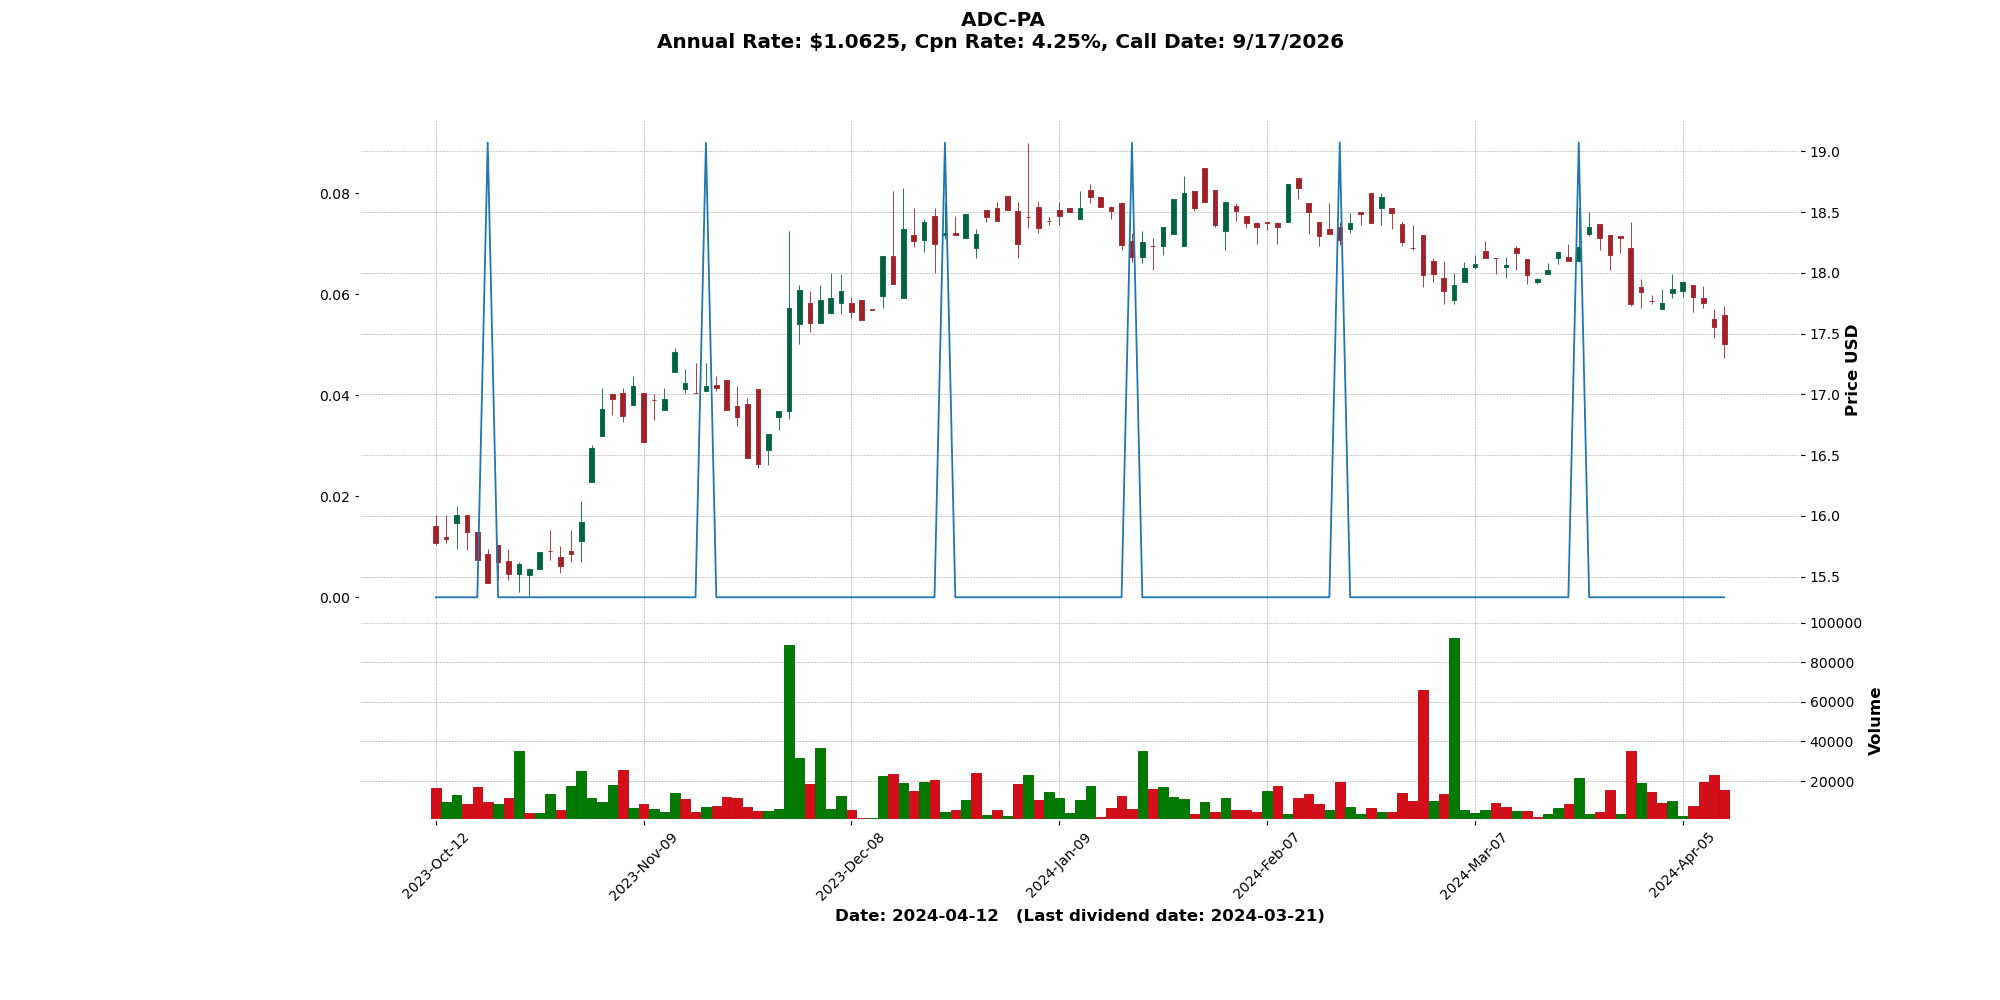 ADC-PA
Annual Rate: $1.0625, Cpn Rate: 4.25%, Call Date: 9/17/2026
0.08
0.06
0.04
0.02
0.00
19.0
18.5
18.0
17.5
17.0
16.5
16.0
15.5
Price USD
100000
80000
60000
40000
20000
Volume
2023-Oct-12
2023-Nov-09
2023-Dec-08
2024-Jan-09
2024-Feb-07
2024-Mar-07
2024-Apr-05
Date: 2024-04-12 (Last dividend date: 2024-03-21)